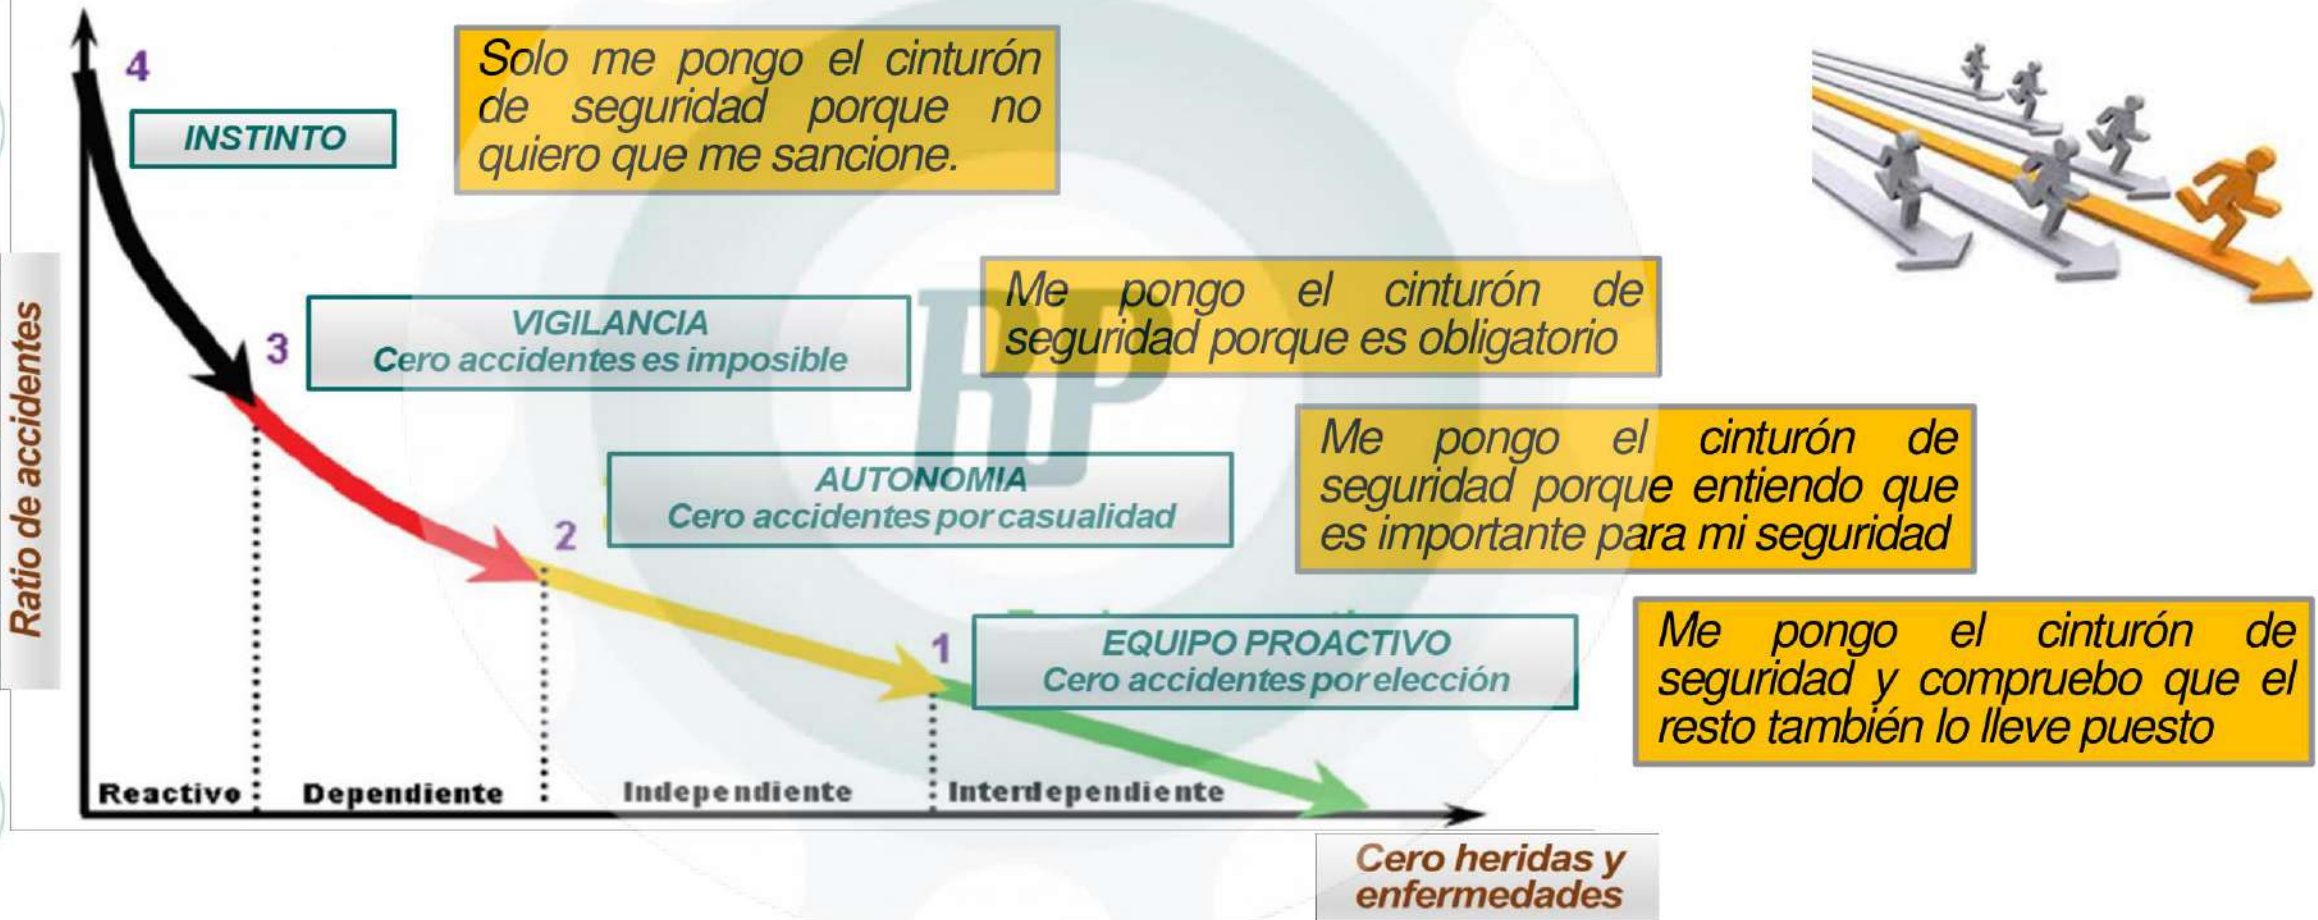 4
INSTINTO
Solo me pongo el cinturón
de seguridad porque no
quiero que me sancione.
Ratio de accidentes
3
VIGILANCIA
Cero accidentes es imposible
Me pongo el cinturón de
seguridad porque es obligatorio
RP
2
AUTONOMIA
Cero accidentes por casualidad
Me pongo el cinturón de
seguridad porque entiendo que
es importante para mi seguridad
1
EQUIPO PROACTIVO
Cero accidentes por elección
Me pongo el cinturón de
seguridad y compruebo que el
resto también lo lleve puesto
Reactivo
Dependiente
Independiente
Interdependiente
Cero heridas y
enfermedades